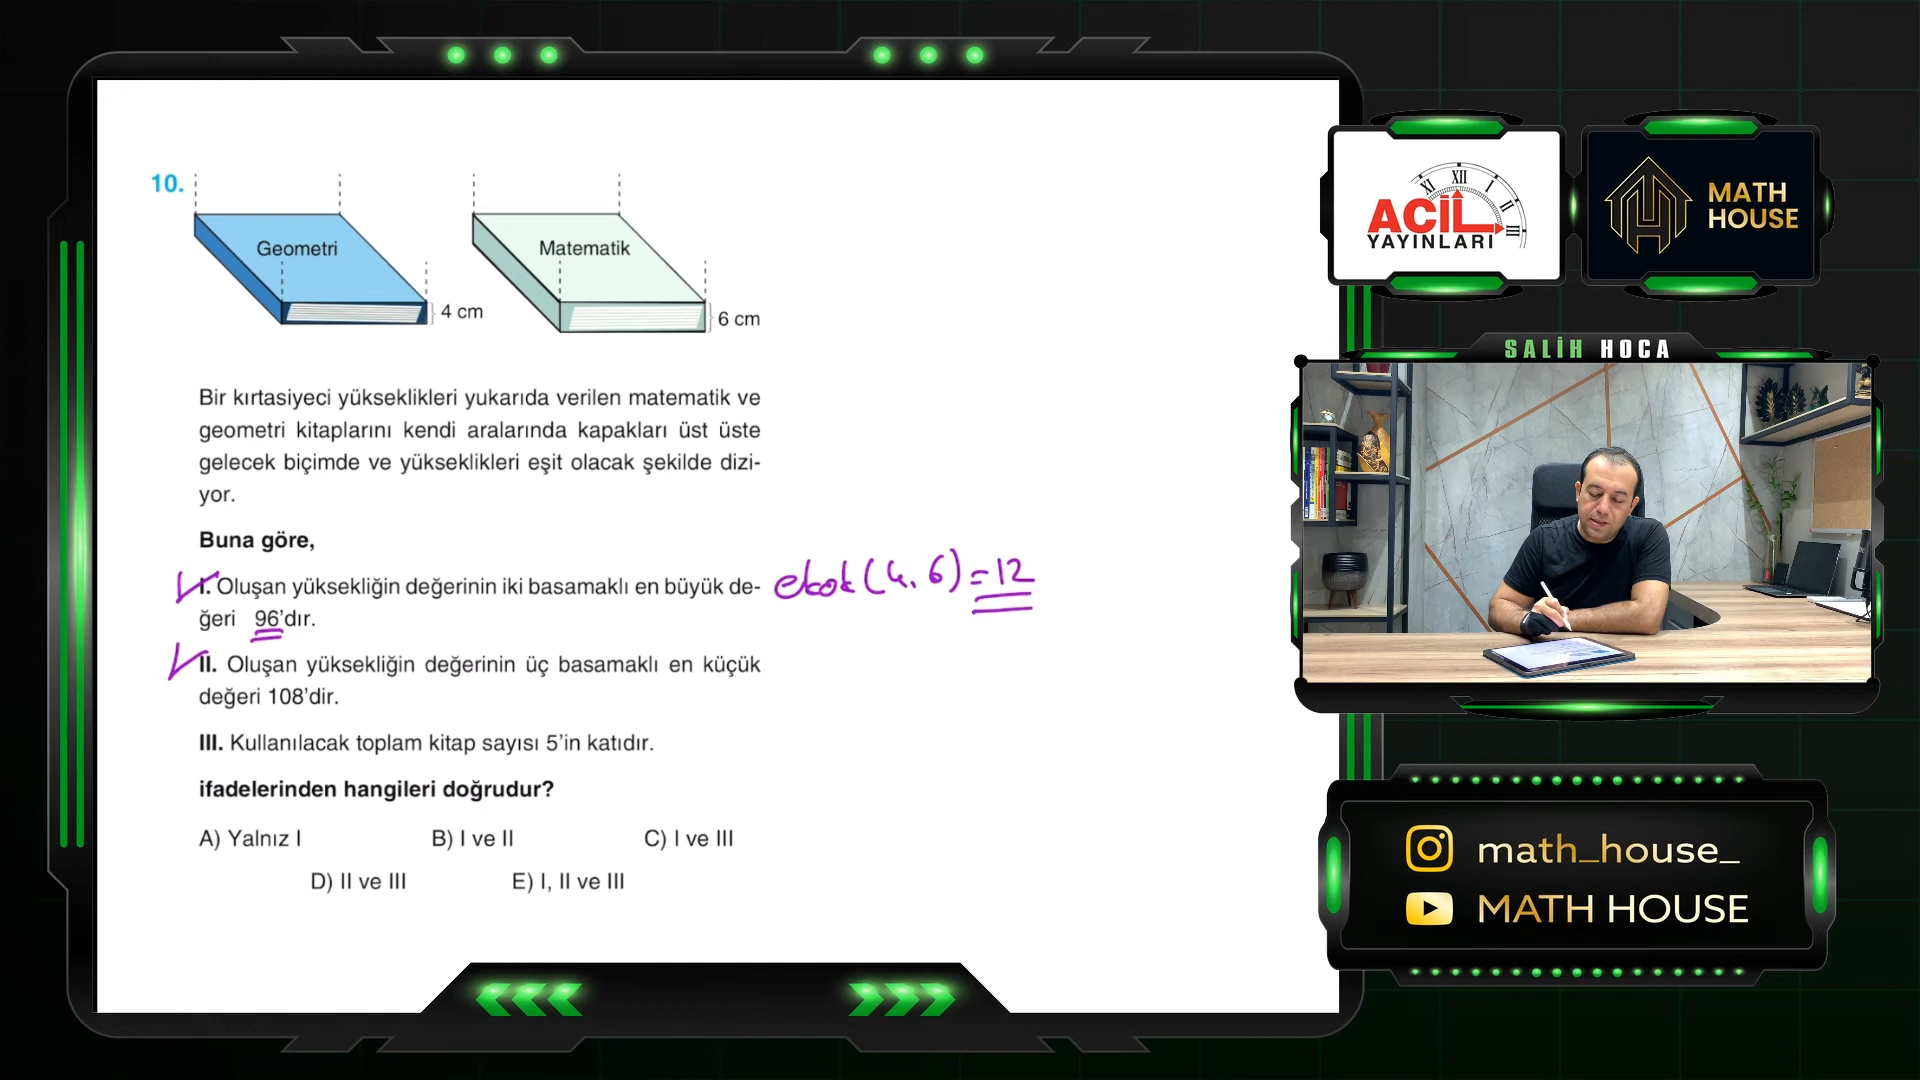 10.
Geometri
4 cm
Matematik
6 cm
Bir kırtasiyeci yükseklikleri yukarıda verilen matematik ve
geometri kitaplarını kendi aralarında kapakları üst üste
gelecek biçimde ve yükseklikleri eşit olacak şekilde dizi-
yor.
Buna göre,
I. Oluşan yüksekliğin değerinin iki basamaklı en büyük de-
ğeri 96'dır.
ekok (4, 6) = 12
II. Oluşan yüksekliğin değerinin üç basamaklı en küçük
değeri 108'dir.
III. Kullanılacak toplam kitap sayısı 5'in katıdır.
ifadelerinden hangileri doğrudur?
A) Yalnız I B) I ve II C) I ve III
D) II ve III E) I, II ve III
XI XII I II III
ACİL
YAYINLARI
MATH
HOUSE
SALİH HOCA
math_house_
MATH HOUSE